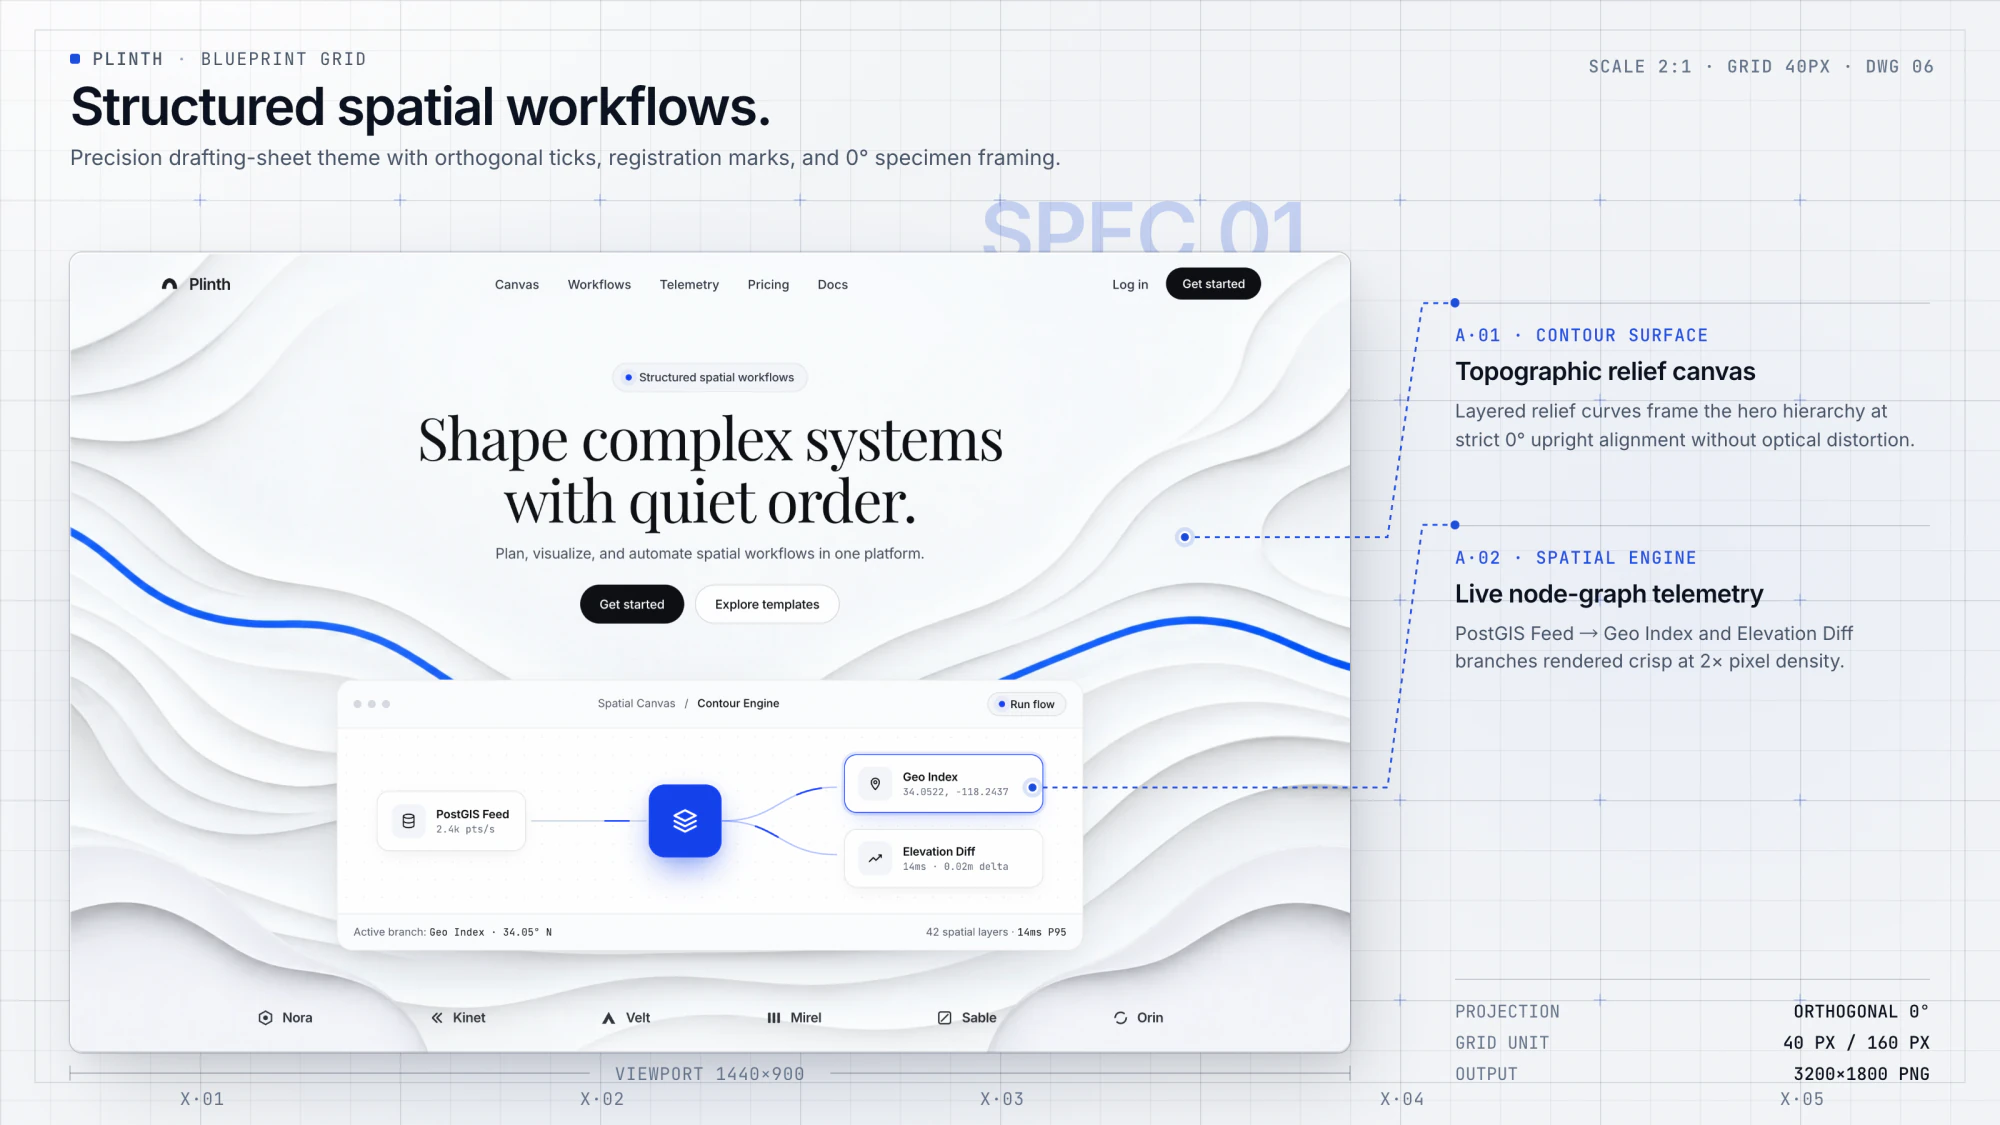 PLINTH · BLUEPRINT GRID
SCALE 2:1 · GRID 40PX · DWG 06
Structured spatial workflows.
Precision drafting-sheet theme with orthogonal ticks, registration marks, and 0° specimen framing.
SPEC 01
Plinth
Canvas
Workflows
Telemetry
Pricing
Docs
Log in
Get started
Structured spatial workflows
Shape complex systems
with quiet order.
Plan, visualize, and automate spatial workflows in one platform.
Get started
Explore templates
Spatial Canvas / Contour Engine
Run flow
PostGIS Feed
2.4k pts/s
Geo Index
34.0522, -118.2437
Elevation Diff
14ms · 0.02m delta
Active branch: Geo Index · 34.05° N
42 spatial layers · 14ms P95
Nora
Kinet
Velt
Mirel
Sable
Orin
A·01 · CONTOUR SURFACE
Topographic relief canvas
Layered relief curves frame the hero hierarchy at
strict 0° upright alignment without optical distortion.
A·02 · SPATIAL ENGINE
Live node-graph telemetry
PostGIS Feed → Geo Index and Elevation Diff
branches rendered crisp at 2× pixel density.
PROJECTION ORTHOGONAL 0°
GRID UNIT 40 PX / 160 PX
OUTPUT 3200×1800 PNG
VIEWPORT 1440×900
X·01
X·02
X·03
X·04
X·05